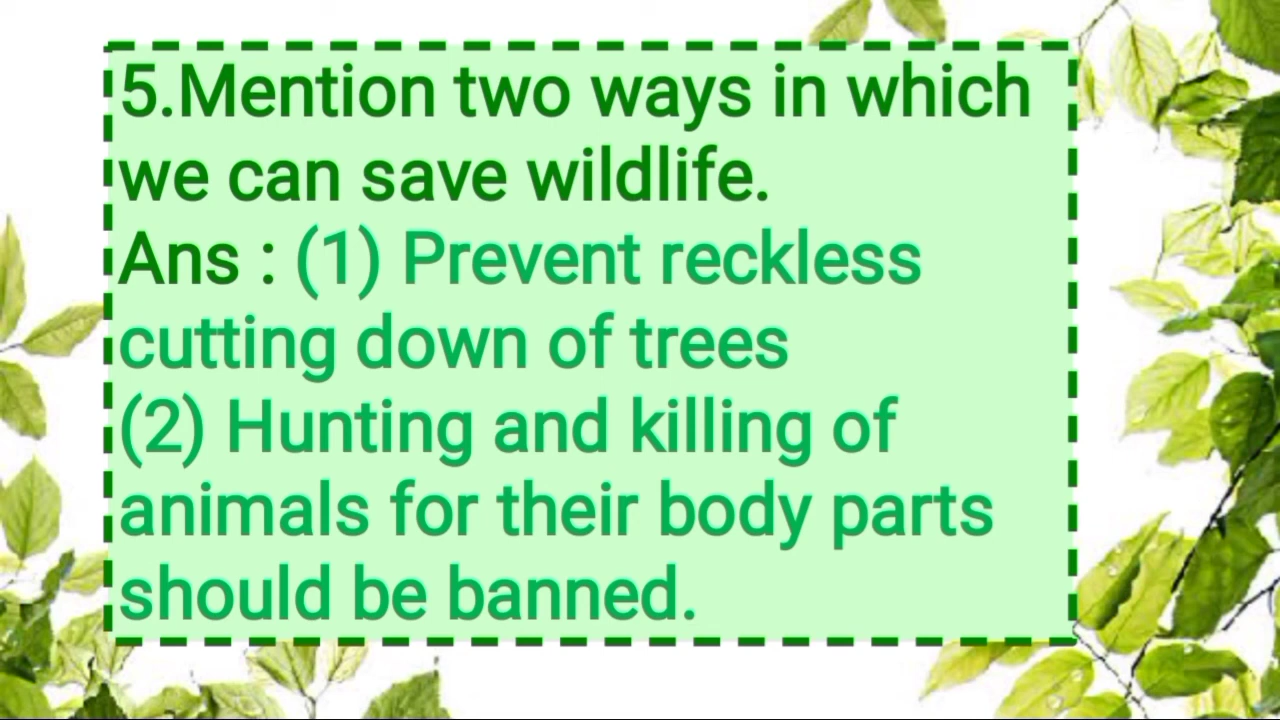 5.Mention two ways in which
we can save wildlife.
Ans : (1) Prevent reckless
cutting down of trees
(2) Hunting and killing of
animals for their body parts
should be banned.